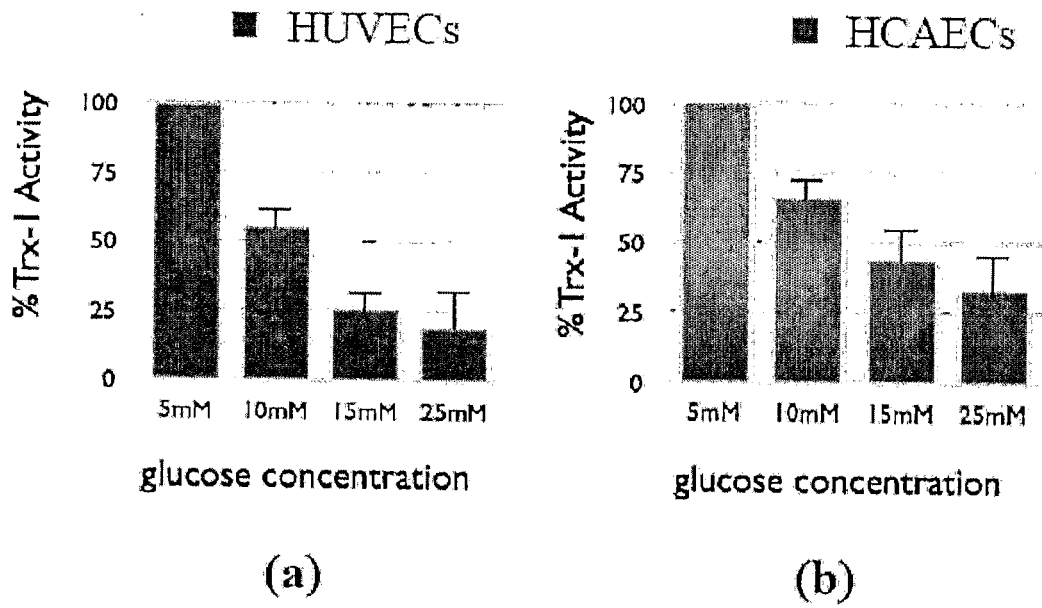 HUVECs
% Trx-1 Activity
100
75
50
25
0
5mM 10mM 15mM 25mM
glucose concentration
(a)
HCAECs
% Trx-1 Activity
100
75
50
25
0
5mM 10mM 15mM 25mM
glucose concentration
(b)